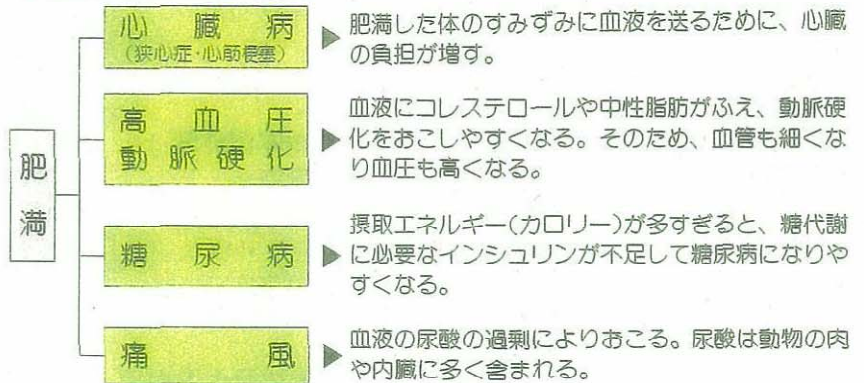 肥満
心臓病
(狭心症・心筋梗塞)
肥満した体のすみずみに血液を送るために、心臓
の負担が増す。
高血圧
動脈硬化
血液にコレステロールや中性脂肪がふえ、動脈硬
化をおこしやすくなる。そのため、血管も細くな
り血圧も高くなる。
糖尿病
摂取エネルギー(カロリー)が多すぎると、糖代謝
に必要なインシュリンが不足して糖尿病になりや
すくなる。
痛風
血液の尿酸の過剰によりおこる。尿酸は動物の肉
や内臓に多く含まれる。